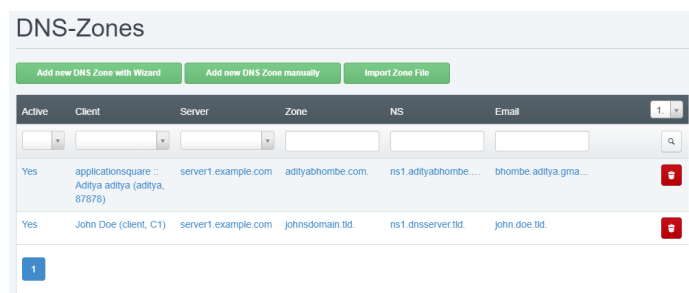 DNS-Zones
Add new DNS Zone with Wizard Add new DNS Zone manually Import Zone File
Active Client Server Zone NS Email 1.
Yes applicationsquare :: server1.example.com adityabhombe.com. ns1.adityabhombe.... bhombe.aditya.gma...
Aditya aditya (aditya,
87878)
Yes John Doe (client, C1) server1.example.com johnsdomain.tld. ns1.dnsserver.tld. john.doe.tld.
1